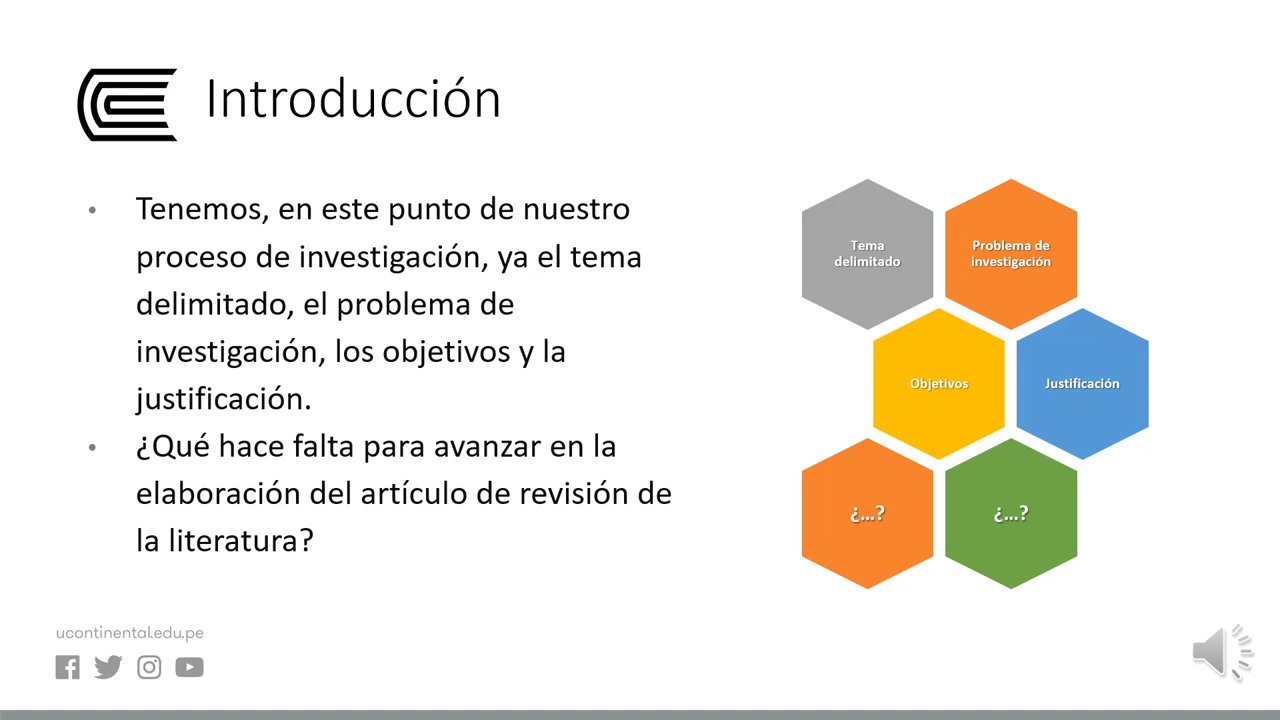 Introducción
• Tenemos, en este punto de nuestro
proceso de investigación, ya el tema
delimitado, el problema de
investigación, los objetivos y la
justificación.
• ¿Qué hace falta para avanzar en la
elaboración del artículo de revisión de
la literatura?
Tema
delimitado
Problema de
investigación
Objetivos
Justificación
¿...?
¿...?
ucontinental.edu.pe